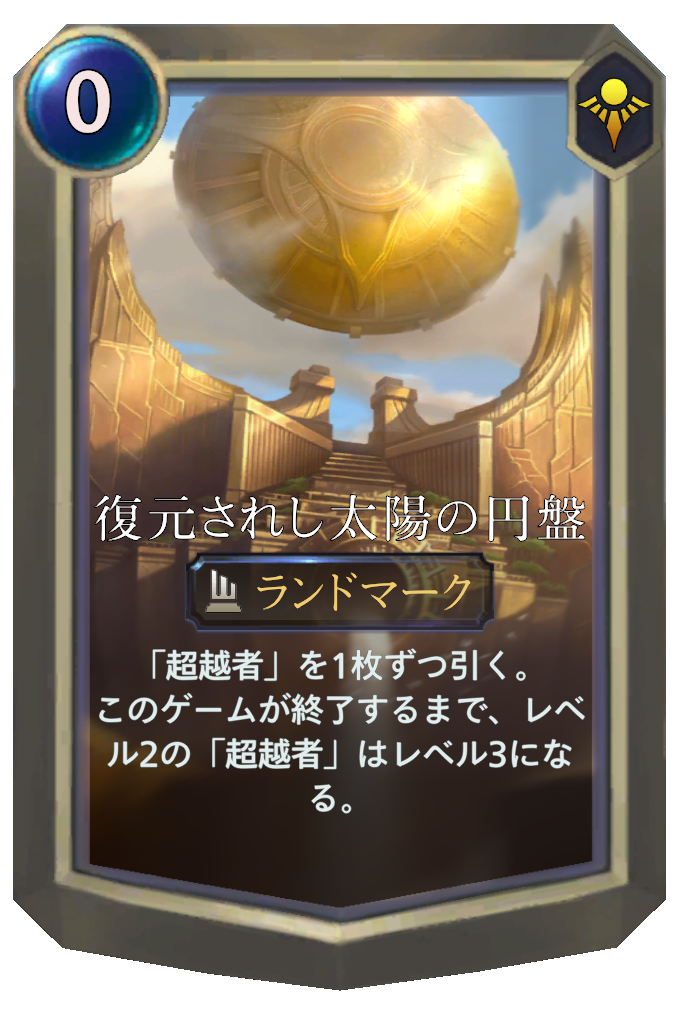 0
復元されし太陽の円盤
ランドマーク
「超越者」を1枚ずつ引く。
このゲームが終了するまで、レベ
ル2の「超越者」はレベル3にな
る。